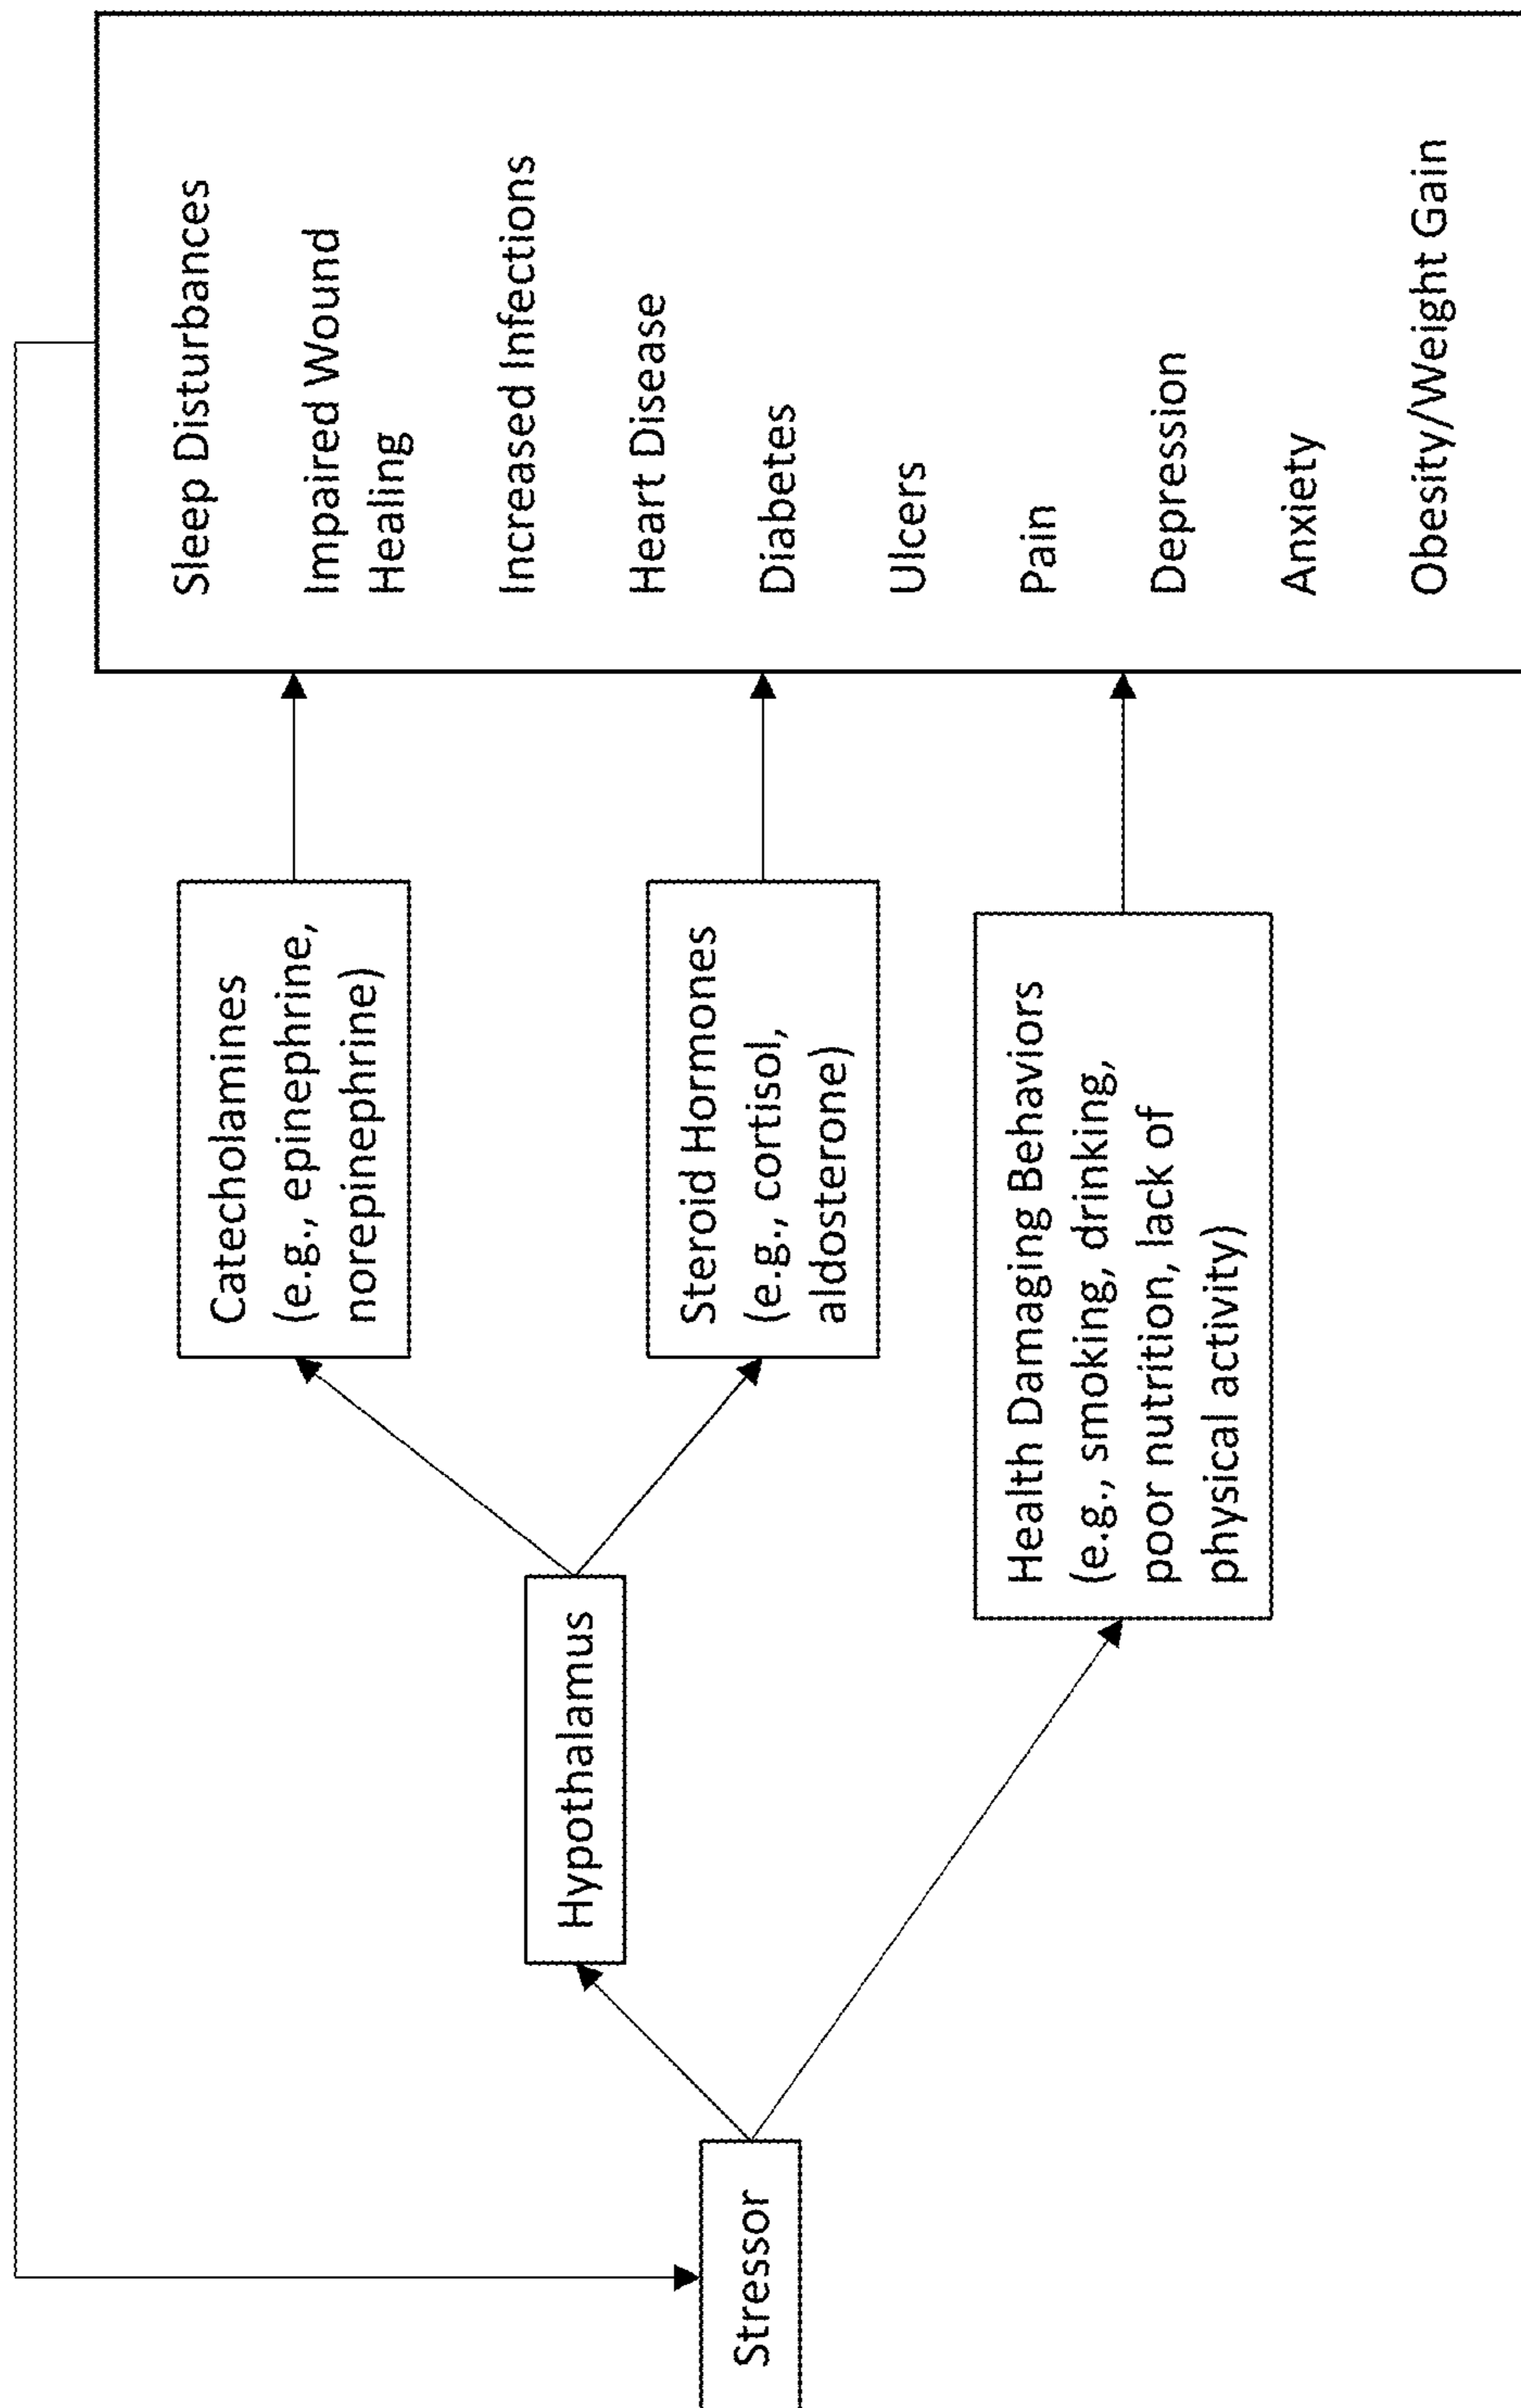 Stressor
Hypothalamus
Catecholamines
(e.g., epinephrine,
norepinephrine)
Steroid Hormones
(e.g., cortisol,
aldosterone)
Health Damaging Behaviors
(e.g., smoking, drinking,
poor nutrition, lack of
physical activity)
Sleep Disturbances
Impaired Wound
Healing
Increased Infections
Heart Disease
Diabetes
Ulcers
Pain
Depression
Anxiety
Obesity/Weight Gain